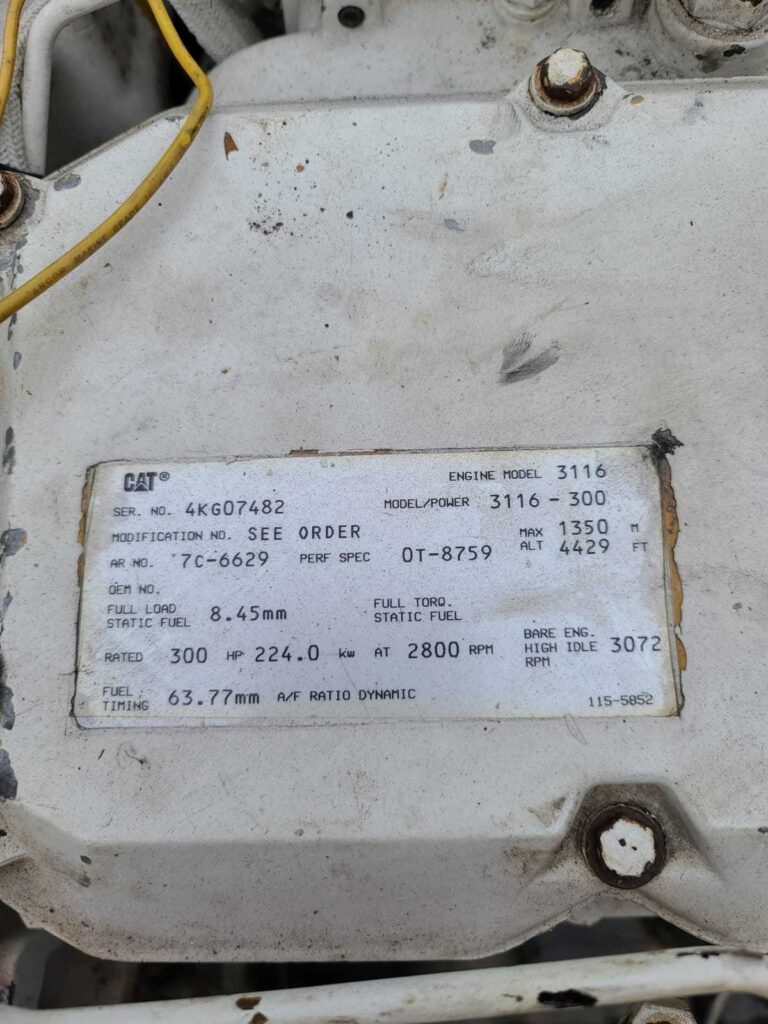 CAT®
ENGINE MODEL 3116
SER. NO. 4KG07482
MODEL/POWER 3116-300
MODIFICATION NO. SEE ORDER
MAX ALT 1350 M
4429 FT
AR NO. 7C-6629 PERF SPEC 0T-8759
OEM NO.
FULL LOAD
STATIC FUEL 8.45mm
FULL TORQ.
STATIC FUEL
RATED 300 HP 224.0 kW AT 2800 RPM
BARE ENG.
HIGH IDLE 3072
RPM
FUEL
TIMING 63.77mm A/F RATIO DYNAMIC
115-5852